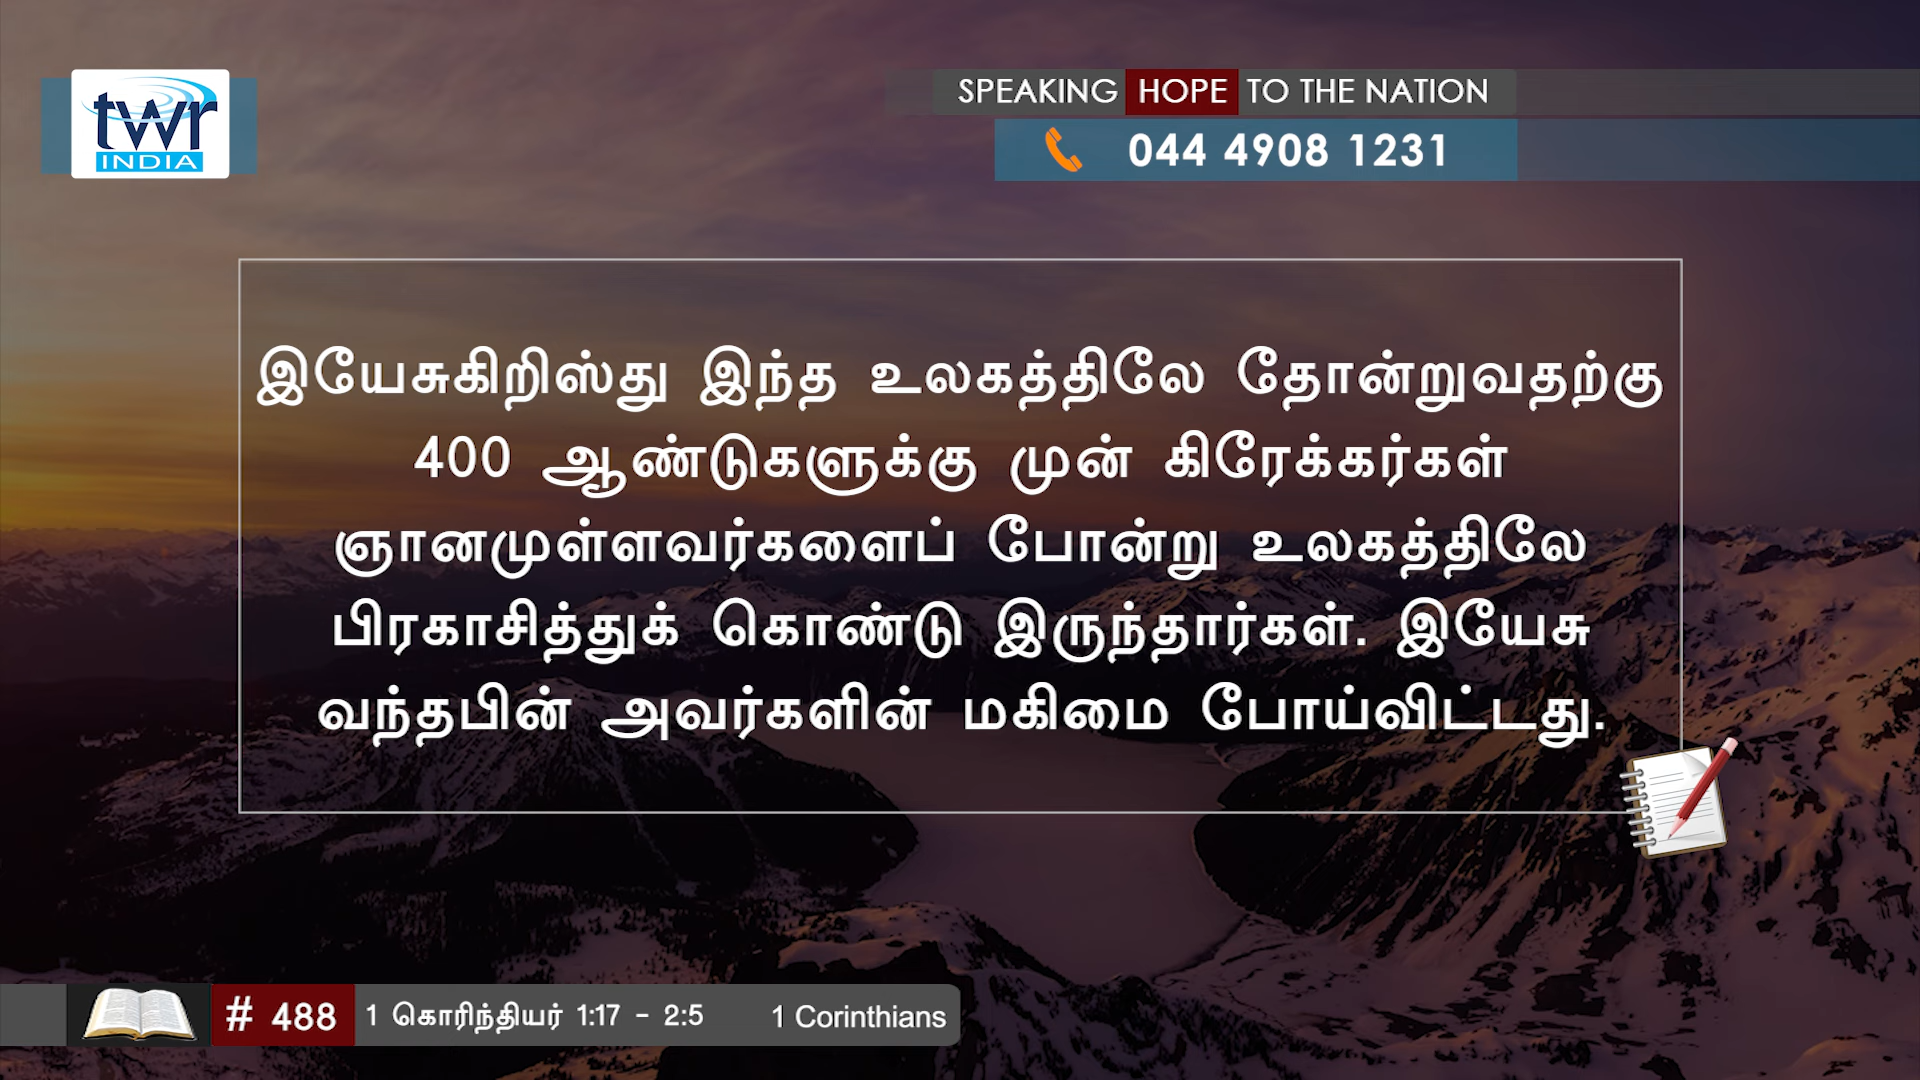 twr
INDIA
SPEAKING HOPE TO THE NATION
044 4908 1231
இயேசுகிறிஸ்து இந்த உலகத்திலே தோன்றுவதற்கு
400 ஆண்டுகளுக்கு முன் கிரேக்கர்கள்
ஞானமுள்ளவர்களைப் போன்று உலகத்திலே
பிரகாசித்துக் கொண்டு இருந்தார்கள். இயேசு
வந்தபின் அவர்களின் மகிமை போய்விட்டது.
# 488 1 கொரிந்தியர் 1:17 - 2:5 1 Corinthians